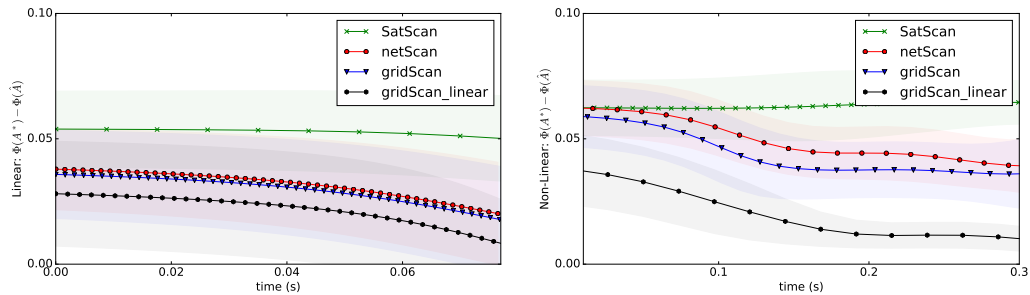 0.10
0.05
0.00
Linear: Φ(A*) − Φ(Â)
SatScan
netScan
gridScan
gridScan_linear
0.00 0.02 0.04 0.06
time (s)
0.10
0.05
0.00
Non-Linear: Φ(A*) − Φ(Â)
SatScan
netScan
gridScan
gridScan_linear
0.1 0.2 0.3
time (s)